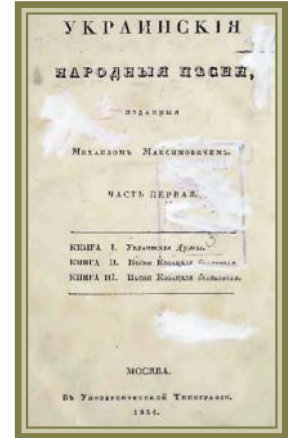 УКРАИНСКІЯ
НАРОДНЫЯ ПѢСНИ,
ИЗДАННЫЯ
Михаиломъ Максимовичемъ.
ЧАСТЬ ПЕРВАЯ.
КНИГА I. Украинскія Думы.
КНИГА II. Пѣсни Козацкія
КНИГА III. Пѣсни Козацкія
МОСКВА.
Въ Университетской Типографіи.
1834.